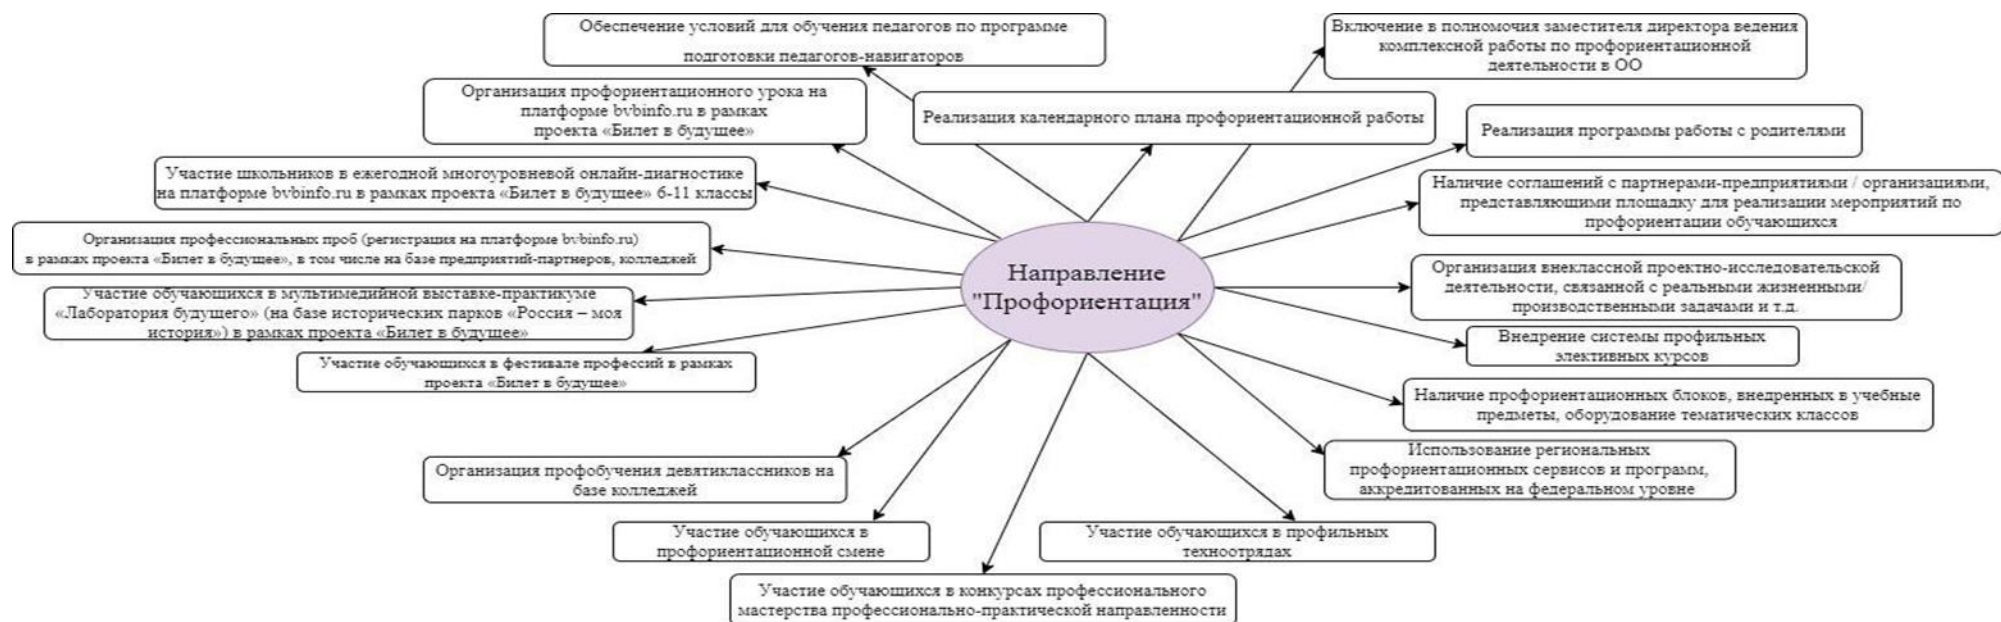 Обеспечение условий для обучения педагогов по программе
подготовки педагогов-навигаторов
Включение в полномочия заместителя директора ведения
комплексной работы по профориентационной
деятельности в ОО
Организация профориентационного урока на
платформе bvbinfo.ru в рамках
проекта «Билет в будущее»
Реализация календарного плана профориентационной работы
Реализация программы работы с родителями
Участие школьников в ежегодной многоуровневой онлайн-диагностике
на платформе bvbinfo.ru в рамках проекта «Билет в будущее» 6-11 классы
Наличие соглашений с партнерами-предприятиями / организациями,
представляющими площадку для реализации мероприятий по
профориентации обучающихся
Организация профессиональных проб (регистрация на платформе bvbinfo.ru)
в рамках проекта «Билет в будущее», в том числе на базе предприятий-партнеров, колледжей
Направление
"Профориентация"
Организация внеклассной проектно-исследовательской
деятельности, связанной с реальными жизненными/
производственными задачами и т.д.
Участие обучающихся в мультимедийной выставке-практикуме
«Лаборатория будущего» (на базе исторических парков «Россия – моя
история») в рамках проекта «Билет в будущее»
Внедрение системы профильных
элективных курсов
Участие обучающихся в фестивале профессий в рамках
проекта «Билет в будущее»
Наличие профориентационных блоков, внедренных в учебные
предметы, оборудование тематических классов
Организация профобучения девятиклассников на
базе колледжей
Использование региональных
профориентационных сервисов и программ,
аккредитованных на федеральном уровне
Участие обучающихся в
профориентационной смене
Участие обучающихся в профильных
техноотрядах
Участие обучающихся в конкурсах профессионального
мастерства профессионально-практической направленности